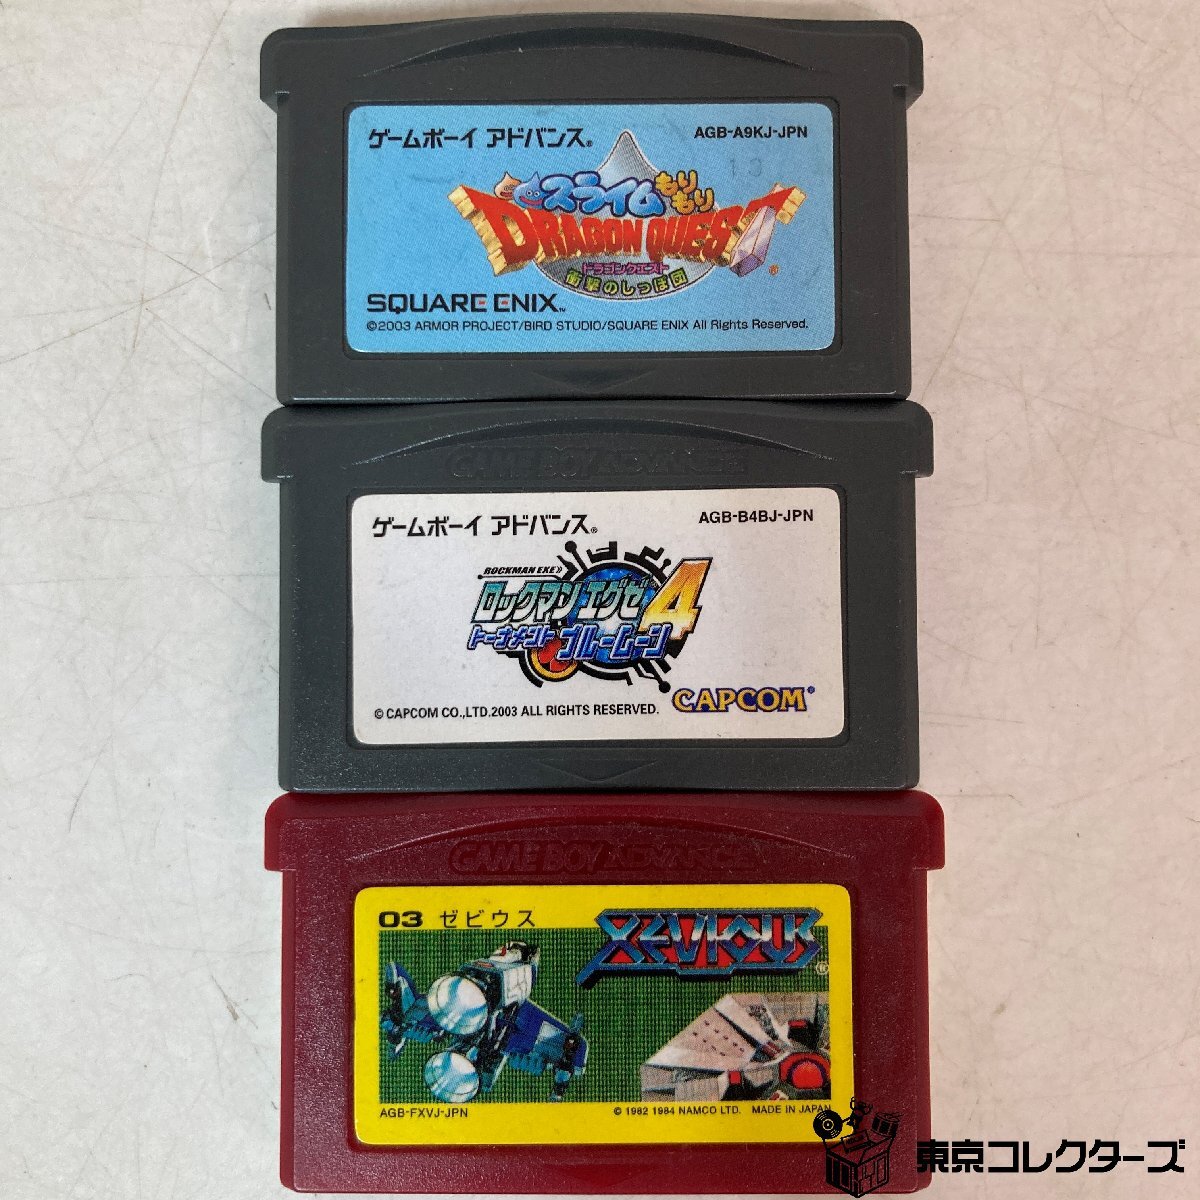 ゲームボーイ アドバンス®
AGB-A9KJ-JPN
13
スライムもりもり
DRAGON QUEST®
ドラゴンクエスト
衝撃のしっぽ団
SQUARE ENIX™
©2003 ARMOR PROJECT/BIRD STUDIO/SQUARE ENIX All Rights Reserved.
GAME BOY ADVANCE
ゲームボーイ アドバンス®
AGB-B4BJ-JPN
ROCKMAN EXE
ロックマン エグゼ4
トーナメント ブルームーン
© CAPCOM CO.,LTD.2003 ALL RIGHTS RESERVED.
CAPCOM®
GAME BOY ADVANCE
03 ゼビウス
XEVIOUS®
AGB-FXVJ-JPN
© 1982 1984 NAMCO LTD. MADE IN JAPAN
東京コレクターズ